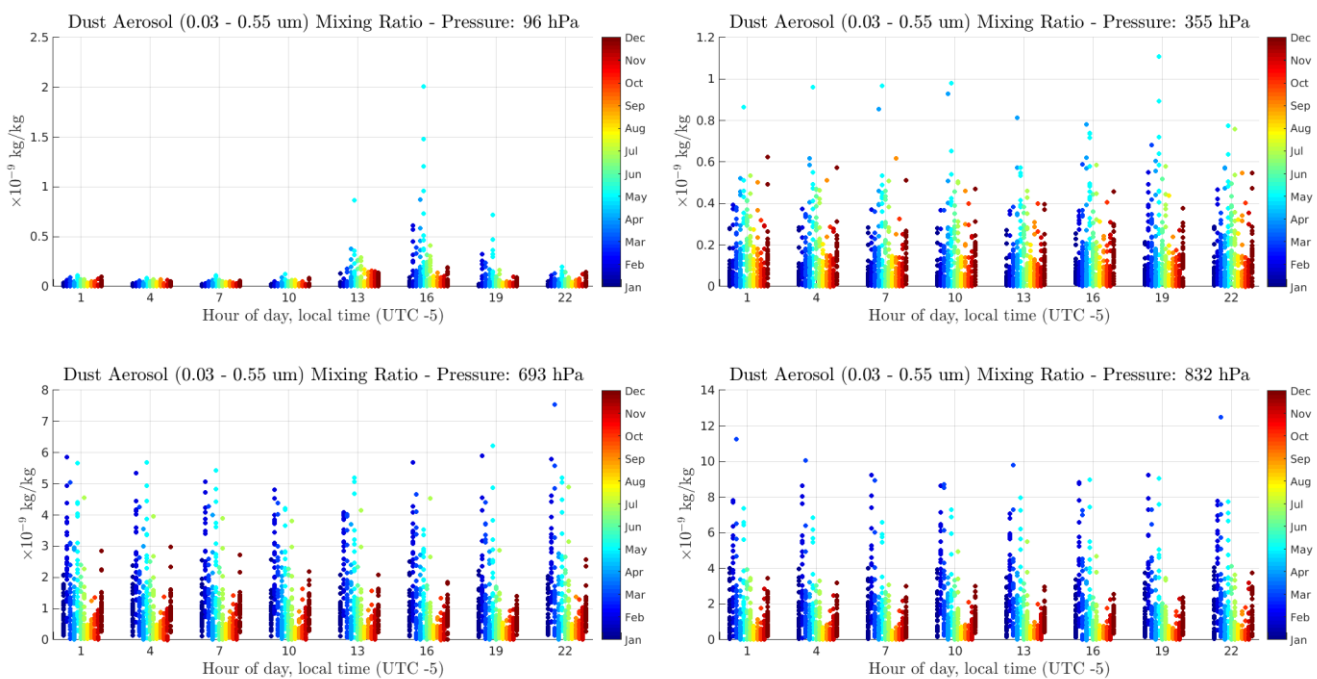 Dust Aerosol (0.03 - 0.55 um) Mixing Ratio - Pressure: 96 hPa
2.5
2
1.5
1
0.5
0
×10⁻⁹ kg/kg
1 4 7 10 13 16 19 22
Hour of day, local time (UTC -5)
Dec
Nov
Oct
Sep
Aug
Jul
Jun
May
Apr
Mar
Feb
Jan
Dust Aerosol (0.03 - 0.55 um) Mixing Ratio - Pressure: 355 hPa
1.2
1
0.8
0.6
0.4
0.2
0
×10⁻⁹ kg/kg
1 4 7 10 13 16 19 22
Hour of day, local time (UTC -5)
Dec
Nov
Oct
Sep
Aug
Jul
Jun
May
Apr
Mar
Feb
Jan
Dust Aerosol (0.03 - 0.55 um) Mixing Ratio - Pressure: 693 hPa
8
7
6
5
4
3
2
1
0
×10⁻⁹ kg/kg
1 4 7 10 13 16 19 22
Hour of day, local time (UTC -5)
Dec
Nov
Oct
Sep
Aug
Jul
Jun
May
Apr
Mar
Feb
Jan
Dust Aerosol (0.03 - 0.55 um) Mixing Ratio - Pressure: 832 hPa
14
12
10
8
6
4
2
0
×10⁻⁹ kg/kg
1 4 7 10 13 16 19 22
Hour of day, local time (UTC -5)
Dec
Nov
Oct
Sep
Aug
Jul
Jun
May
Apr
Mar
Feb
Jan